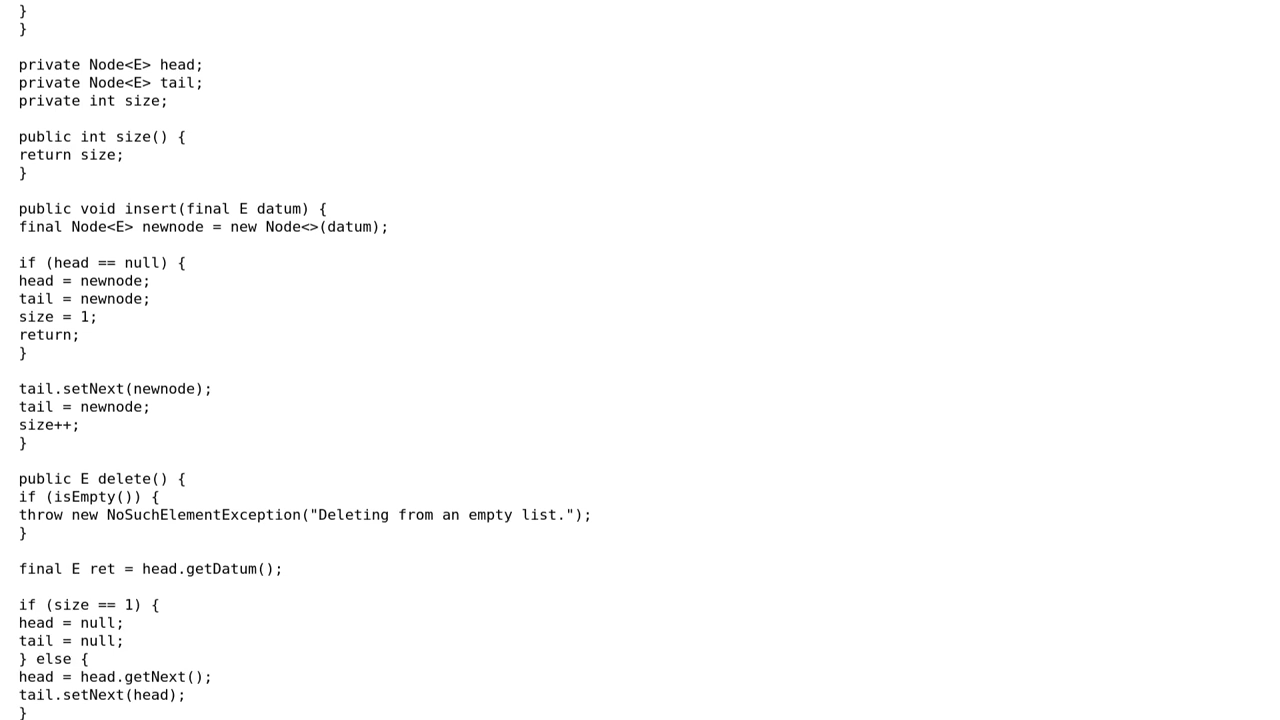 }
}
private Node<E> head;
private Node<E> tail;
private int size;
public int size() {
return size;
}
public void insert(final E datum) {
final Node<E> newnode = new Node<>(datum);
if (head == null) {
head = newnode;
tail = newnode;
size = 1;
return;
}
tail.setNext(newnode);
tail = newnode;
size++;
}
public E delete() {
if (isEmpty()) {
throw new NoSuchElementException("Deleting from an empty list.");
}
final E ret = head.getDatum();
if (size == 1) {
head = null;
tail = null;
} else {
head = head.getNext();
tail.setNext(head);
}